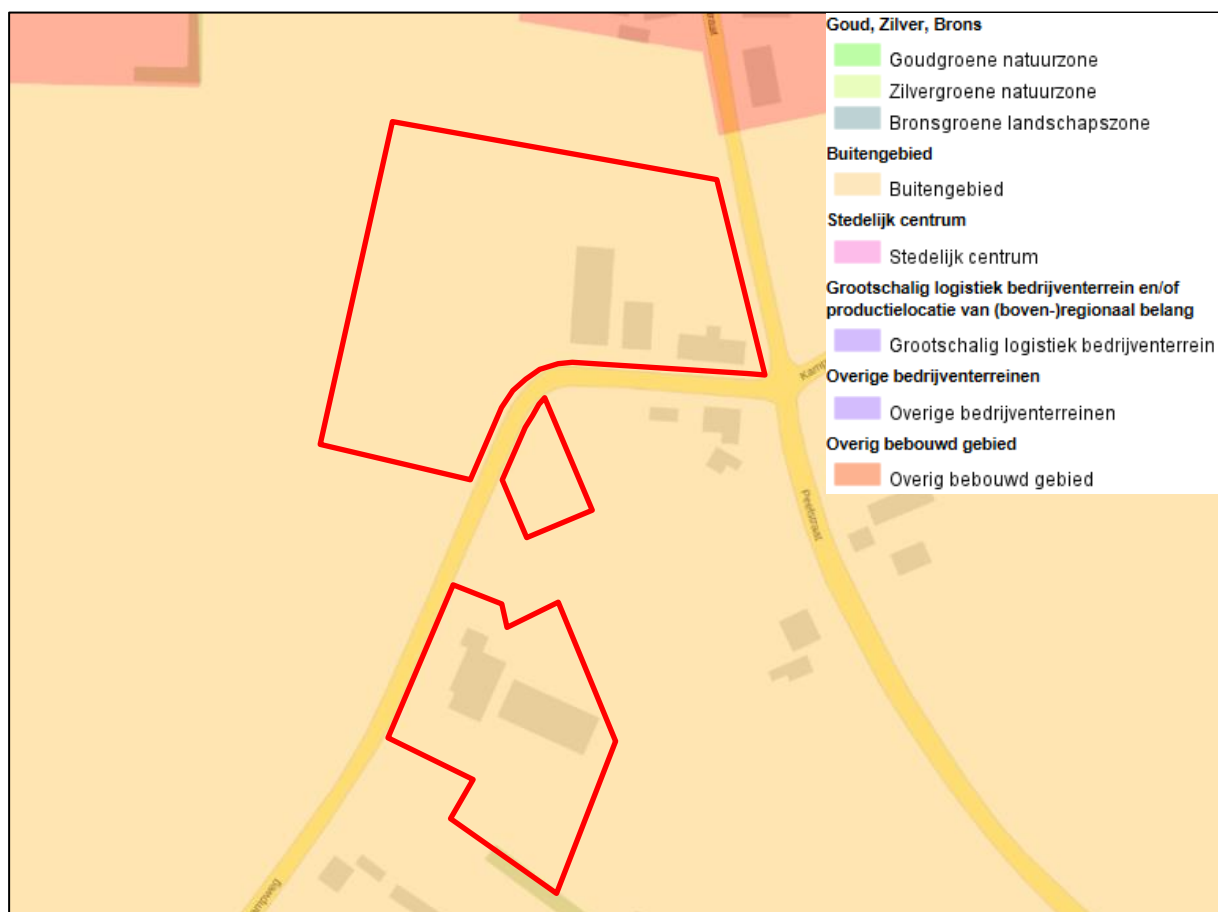 Goud, Zilver, Brons
Goudgroene natuurzone
Zilvergroene natuurzone
Bronsgroene landschapszone
Buitengebied
Buitengebied
Stedelijk centrum
Stedelijk centrum
Grootschalig logistiek bedrijventerrein en/of
productielocatie van (boven-)regionaal belang
Grootschalig logistiek bedrijventerrein
Overige bedrijventerreinen
Overige bedrijventerreinen
Overig bebouwd gebied
Overig bebouwd gebied
Peelstraat